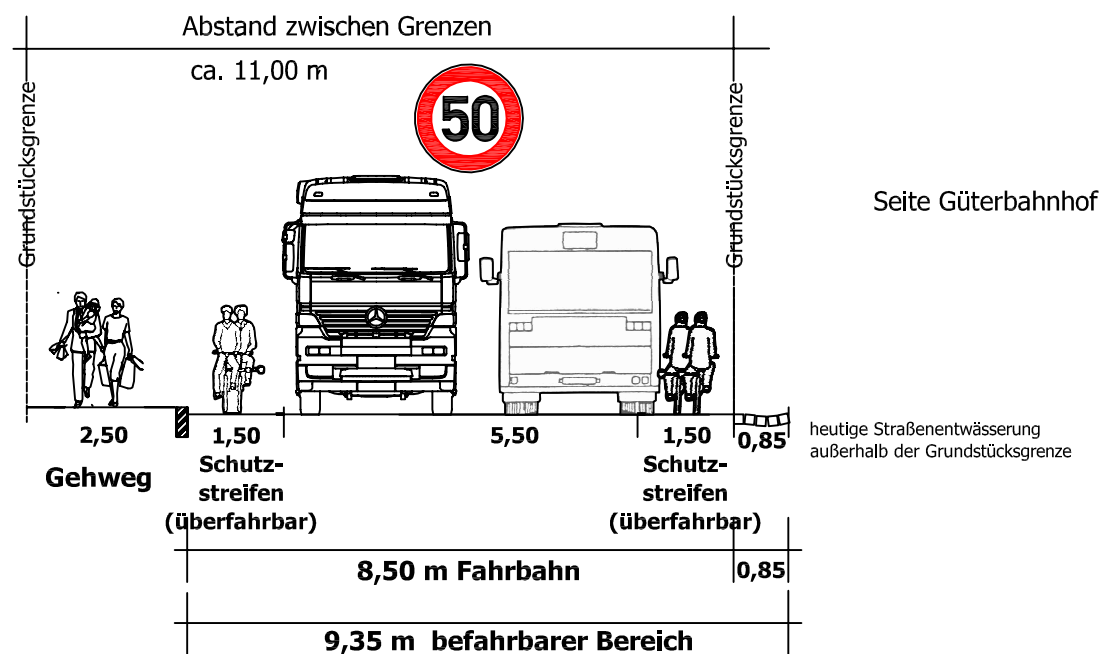 Abstand zwischen Grenzen
ca. 11,00 m
Grundstücksgrenze
50
Grundstücksgrenze
Seite Güterbahnhof
2,50
1,50
5,50
1,50
0,85
heutige Straßenentwässerung
außerhalb der Grundstücksgrenze
Gehweg
Schutz-
streifen
(überfahrbar)
Schutz-
streifen
(überfahrbar)
8,50 m Fahrbahn
0,85
9,35 m befahrbarer Bereich